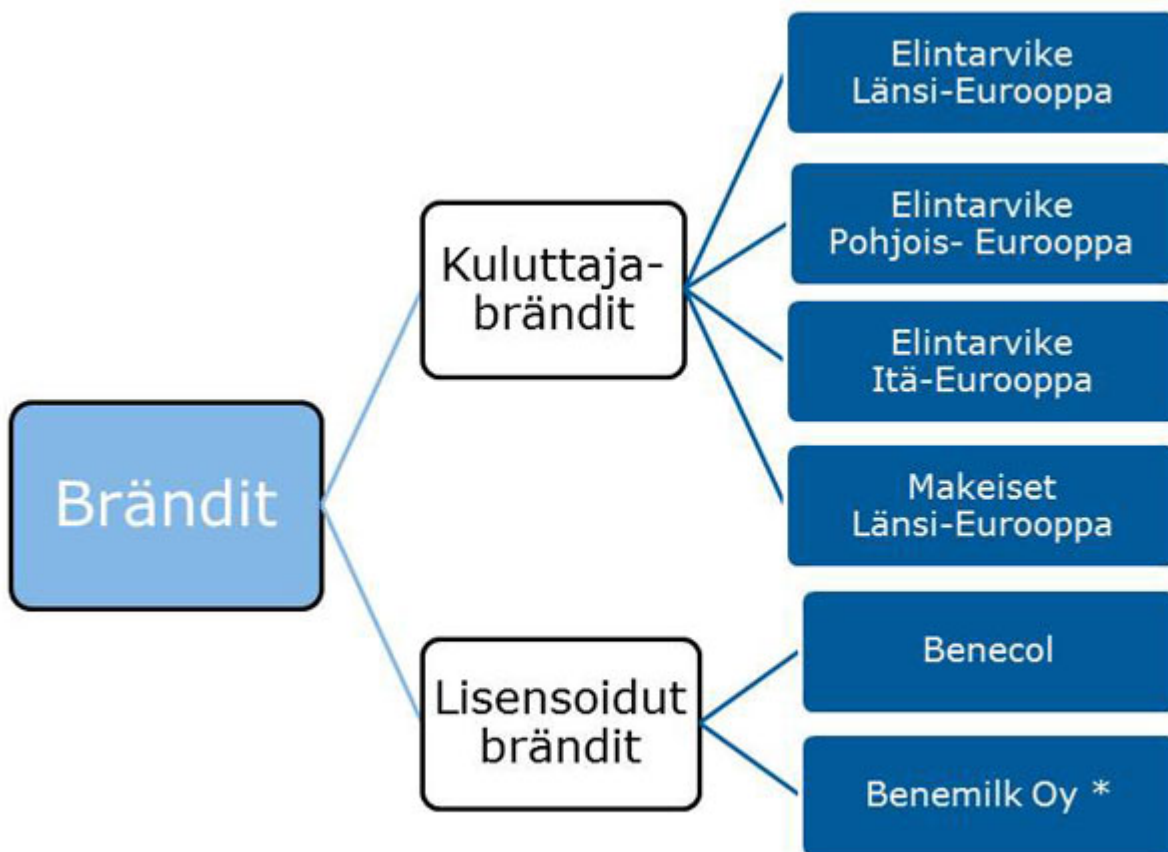 Elintarvike
Länsi-Eurooppa
Elintarvike
Pohjois- Eurooppa
Kuluttaja-
brändit
Elintarvike
Itä-Eurooppa
Brändit
Makeiset
Länsi-Eurooppa
Lisensoidut
brändit
Benecol
Benemilk Oy *